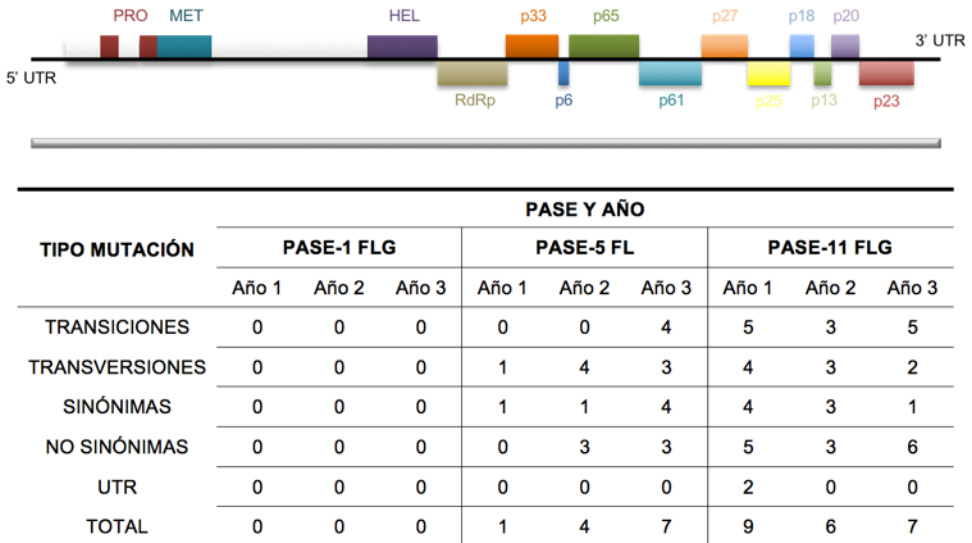 PRO MET HEL p33 p65 p27 p18 p20
3' UTR
5' UTR
RdRp p6 p61 p25 p13 p23
PASE Y AÑO
TIPO MUTACIÓN PASE-1 FLG PASE-5 FL PASE-11 FLG
Año 1 Año 2 Año 3 Año 1 Año 2 Año 3 Año 1 Año 2 Año 3
TRANSICIONES 0 0 0 0 0 4 5 3 5
TRANSVERSIONES 0 0 0 1 4 3 4 3 2
SINÓNIMAS 0 0 0 1 1 4 4 3 1
NO SINÓNIMAS 0 0 0 0 3 3 5 3 6
UTR 0 0 0 0 0 0 2 0 0
TOTAL 0 0 0 1 4 7 9 6 7